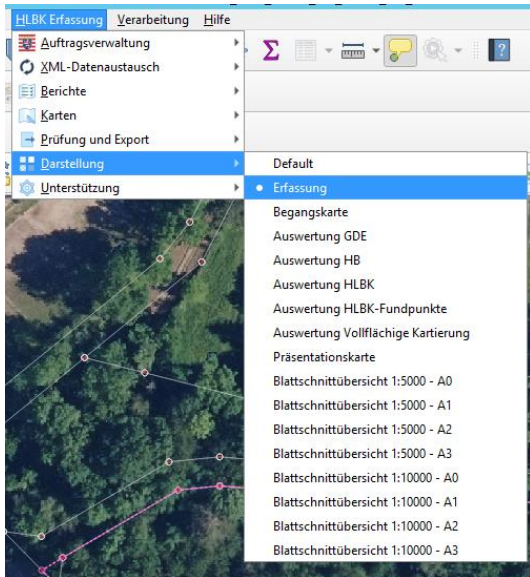 HLBK Erfassung Verarbeitung Hilfe
Auftragsverwaltung
XML-Datenaustausch
Berichte
Karten
Prüfung und Export
Darstellung
Unterstützung
Default
Erfassung
Begangskarte
Auswertung GDE
Auswertung HB
Auswertung HLBK
Auswertung HLBK-Fundpunkte
Auswertung Vollflächige Kartierung
Präsentationskarte
Blattschnittübersicht 1:5000 - A0
Blattschnittübersicht 1:5000 - A1
Blattschnittübersicht 1:5000 - A2
Blattschnittübersicht 1:5000 - A3
Blattschnittübersicht 1:10000 - A0
Blattschnittübersicht 1:10000 - A1
Blattschnittübersicht 1:10000 - A2
Blattschnittübersicht 1:10000 - A3